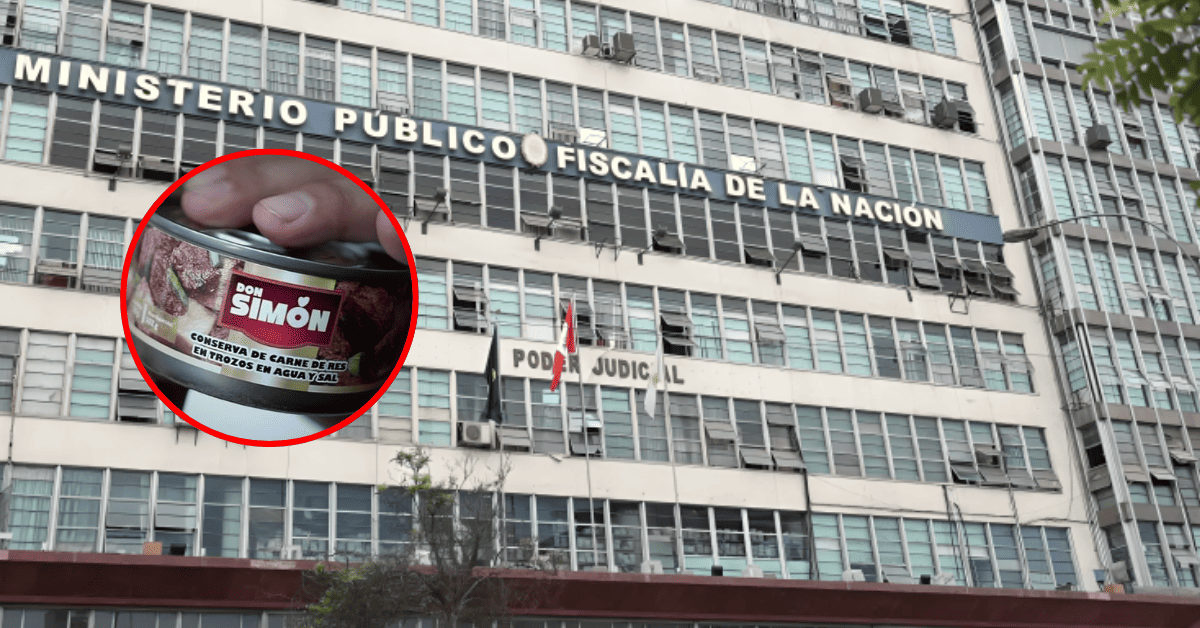 MINISTERIO PÚBLICO FISCALÍA DE LA NACIÓN
PODER JUDICIAL
DON
SIMÓN
CONSERVA DE CARNE DE RES
EN TROZOS EN AGUA Y SAL